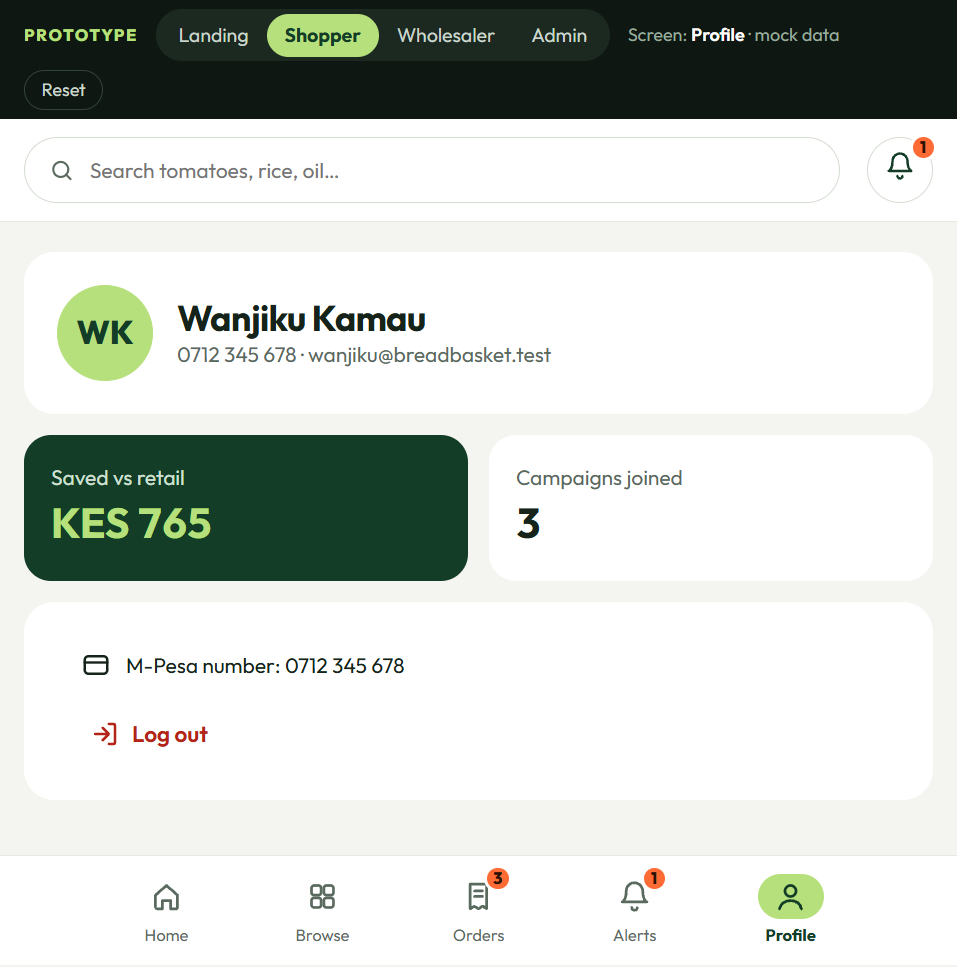 PROTOTYPE Landing Shopper Wholesaler Admin Screen: Profile · mock data
Reset
Search tomatoes, rice, oil...
1
WK
Wanjiku Kamau
0712 345 678 · wanjiku@breadbasket.test
Saved vs retail
KES 765
Campaigns joined
3
M-Pesa number: 0712 345 678
Log out
3
1
Home Browse Orders Alerts Profile